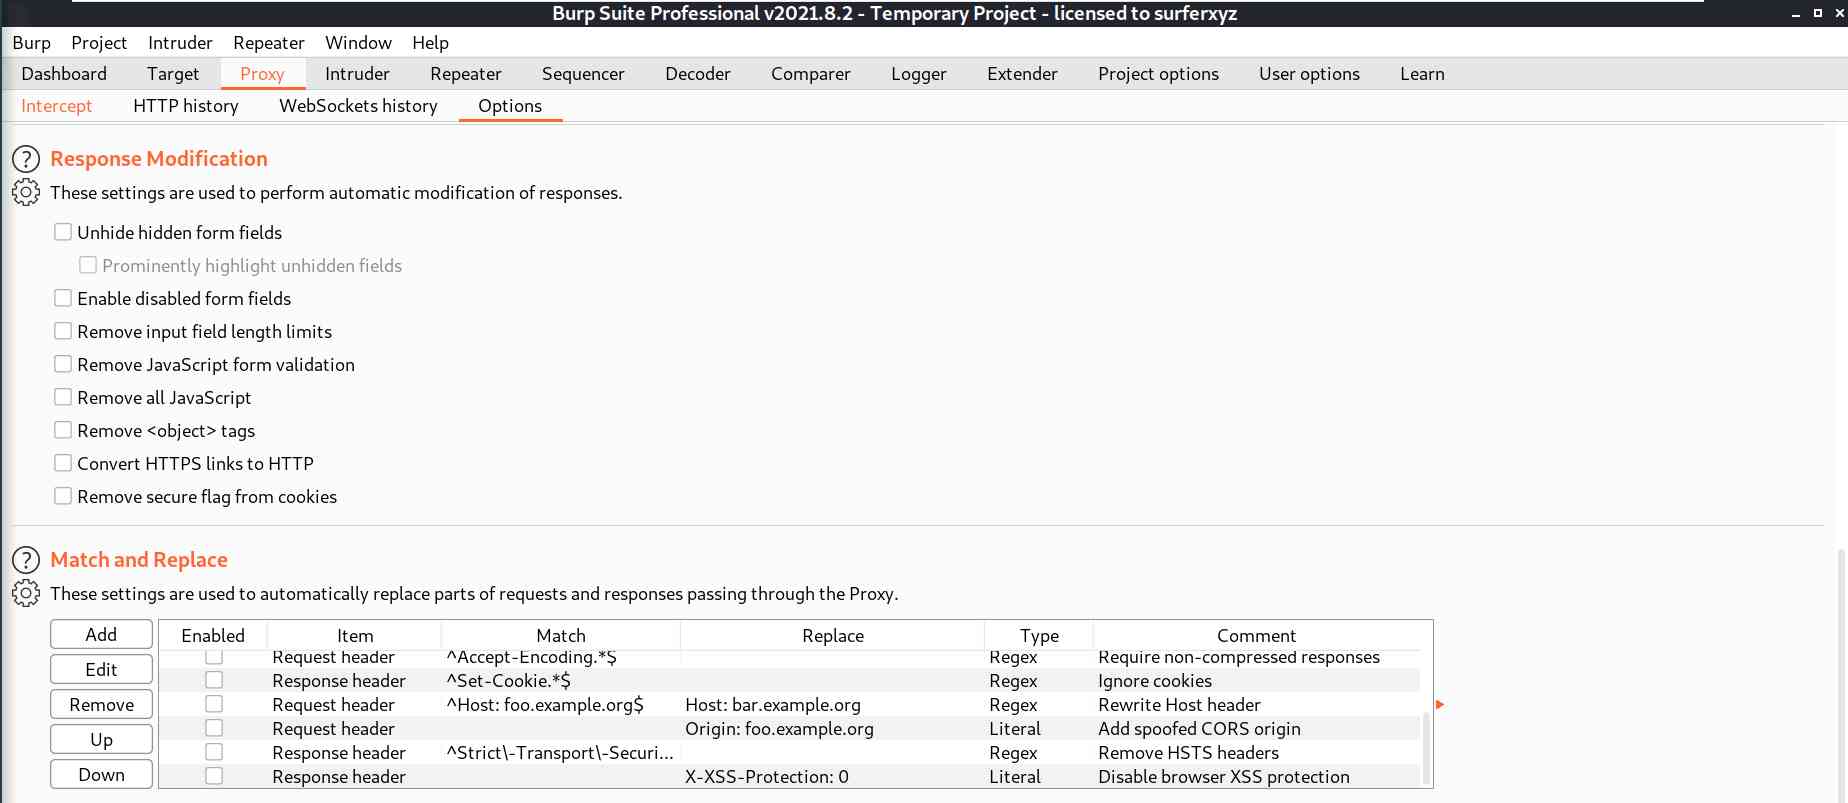 Burp Suite Professional v2021.8.2 - Temporary Project - licensed to surferxyz
Burp Project Intruder Repeater Window Help
Dashboard Target Proxy Intruder Repeater Sequencer Decoder Comparer Logger Extender Project options User options Learn
Intercept HTTP history WebSockets history Options
? Response Modification
These settings are used to perform automatic modification of responses.
Unhide hidden form fields
Prominently highlight unhidden fields
Enable disabled form fields
Remove input field length limits
Remove JavaScript form validation
Remove all JavaScript
Remove <object> tags
Convert HTTPS links to HTTP
Remove secure flag from cookies
? Match and Replace
These settings are used to automatically replace parts of requests and responses passing through the Proxy.
Add
Edit
Remove
Up
Down
Enabled Item Match Replace Type Comment
Request header ^Accept-Encoding.*$ Regex Require non-compressed responses
Response header ^Set-Cookie.*$ Regex Ignore cookies
Request header ^Host: foo.example.org$ Host: bar.example.org Regex Rewrite Host header
Request header Origin: foo.example.org Literal Add spoofed CORS origin
Response header ^Strict\-Transport\-Securi... Regex Remove HSTS headers
Response header X-XSS-Protection: 0 Literal Disable browser XSS protection